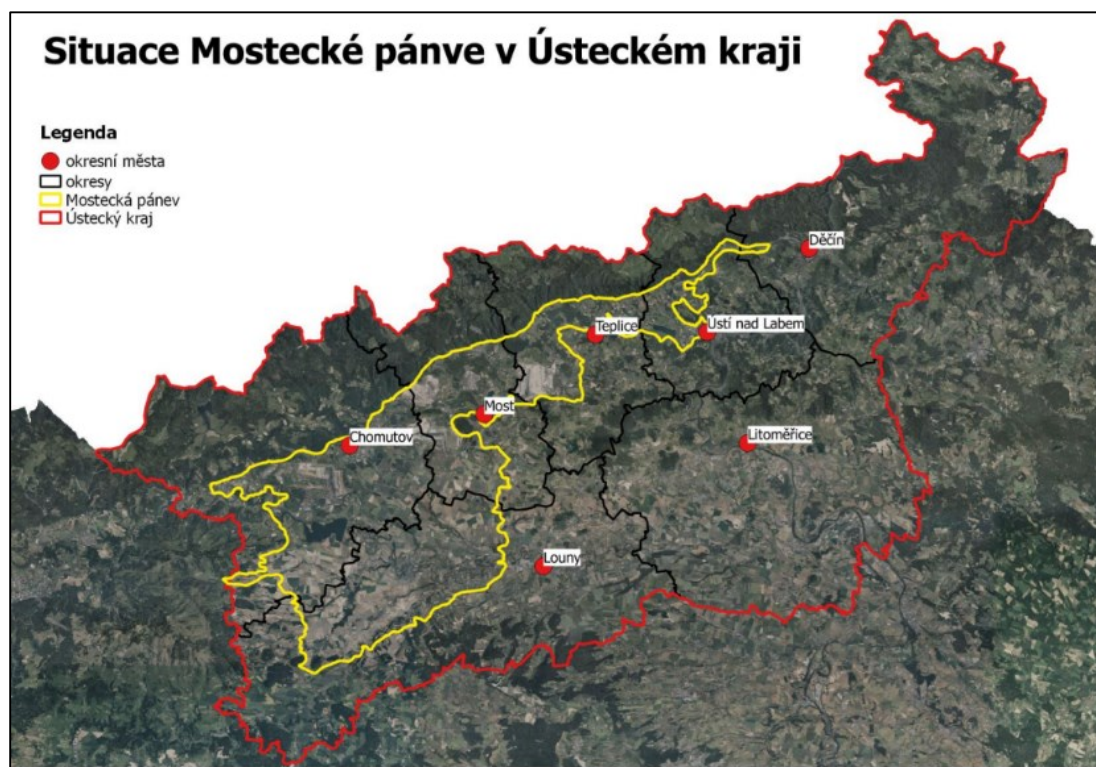 Situace Mostecké pánve v Ústeckém kraji
Legenda
okresní města
okresy
Mostecká pánev
Ústecký kraj
Děčín
Teplice
Ústí nad Labem
Most
Chomutov
Litoměřice
Louny